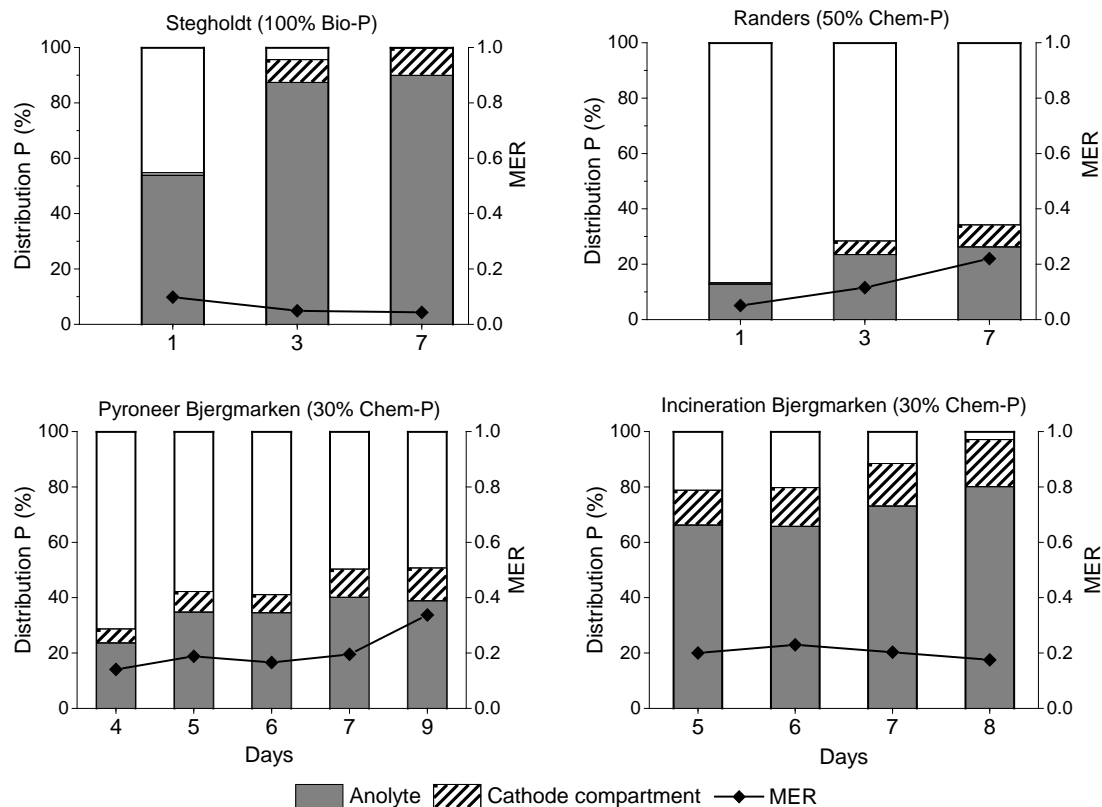 Stegholdt (100% Bio-P)
100
80
60
40
20
0
Distribution P (%)
1.0
0.8
0.6
0.4
0.2
0.0
MER
1 3 7
Randers (50% Chem-P)
100
80
60
40
20
0
Distribution P (%)
1.0
0.8
0.6
0.4
0.2
0.0
MER
1 3 7
Pyroneer Bjergmarken (30% Chem-P)
100
80
60
40
20
0
Distribution P (%)
1.0
0.8
0.6
0.4
0.2
0.0
MER
4 5 6 7 9
Days
Incineration Bjergmarken (30% Chem-P)
100
80
60
40
20
0
Distribution P (%)
1.0
0.8
0.6
0.4
0.2
0.0
MER
5 6 7 8
Days
Anolyte Cathode compartment MER